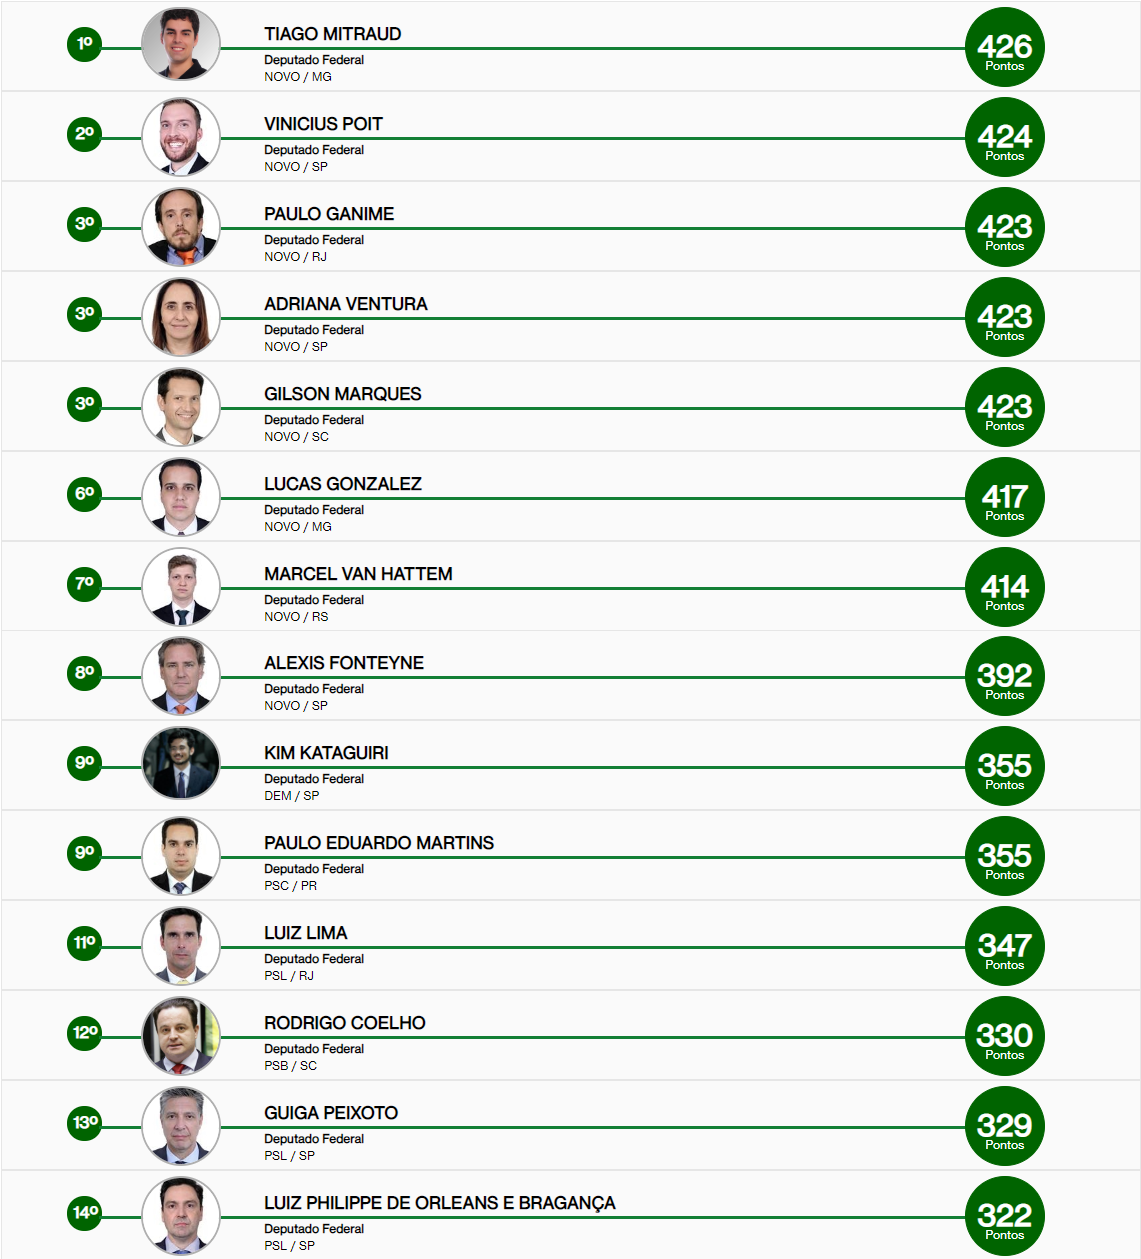 1º
TIAGO MITRAUD
Deputado Federal
NOVO / MG
426
Pontos
2º
VINICIUS POIT
Deputado Federal
NOVO / SP
424
Pontos
3º
PAULO GANIME
Deputado Federal
NOVO / RJ
423
Pontos
3º
ADRIANA VENTURA
Deputado Federal
NOVO / SP
423
Pontos
3º
GILSON MARQUES
Deputado Federal
NOVO / SC
423
Pontos
6º
LUCAS GONZALEZ
Deputado Federal
NOVO / MG
417
Pontos
7º
MARCEL VAN HATTEM
Deputado Federal
NOVO / RS
414
Pontos
8º
ALEXIS FONTEYNE
Deputado Federal
NOVO / SP
392
Pontos
9º
KIM KATAGUIRI
Deputado Federal
DEM / SP
355
Pontos
9º
PAULO EDUARDO MARTINS
Deputado Federal
PSC / PR
355
Pontos
11º
LUIZ LIMA
Deputado Federal
PSL / RJ
347
Pontos
12º
RODRIGO COELHO
Deputado Federal
PSB / SC
330
Pontos
13º
GUIGA PEIXOTO
Deputado Federal
PSL / SP
329
Pontos
14º
LUIZ PHILIPPE DE ORLEANS E BRAGANÇA
Deputado Federal
PSL / SP
322
Pontos